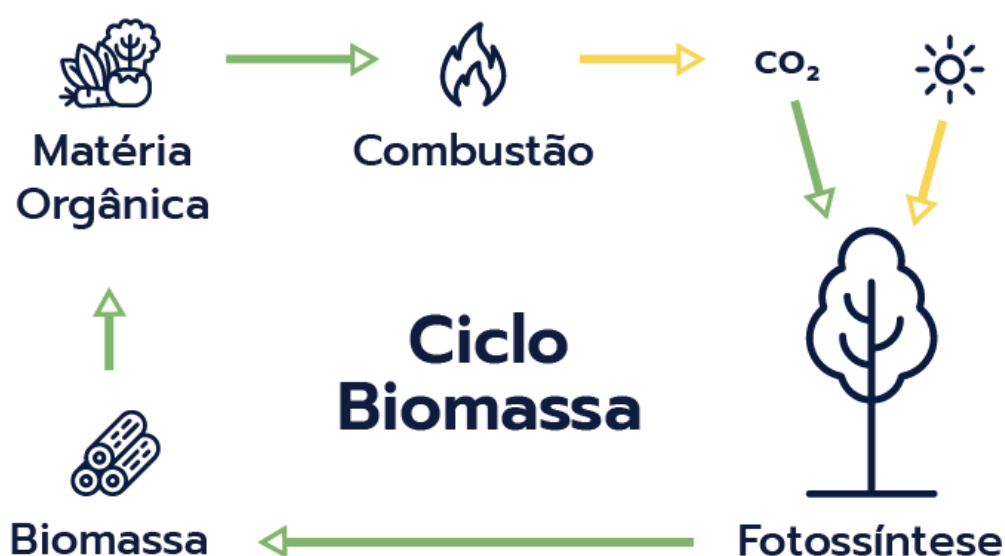 CO₂
Matéria
Orgânica
Combustão
Ciclo
Biomassa
Biomassa
Fotossíntese